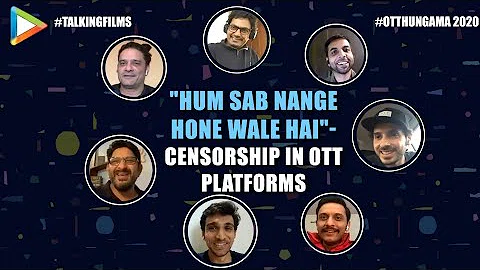 #TALKINGFILMS
#OTTHUNGAMA 2020
"HUM SAB NANGE
HONE WALE HAI"-
CENSORSHIP IN OTT
PLATFORMS